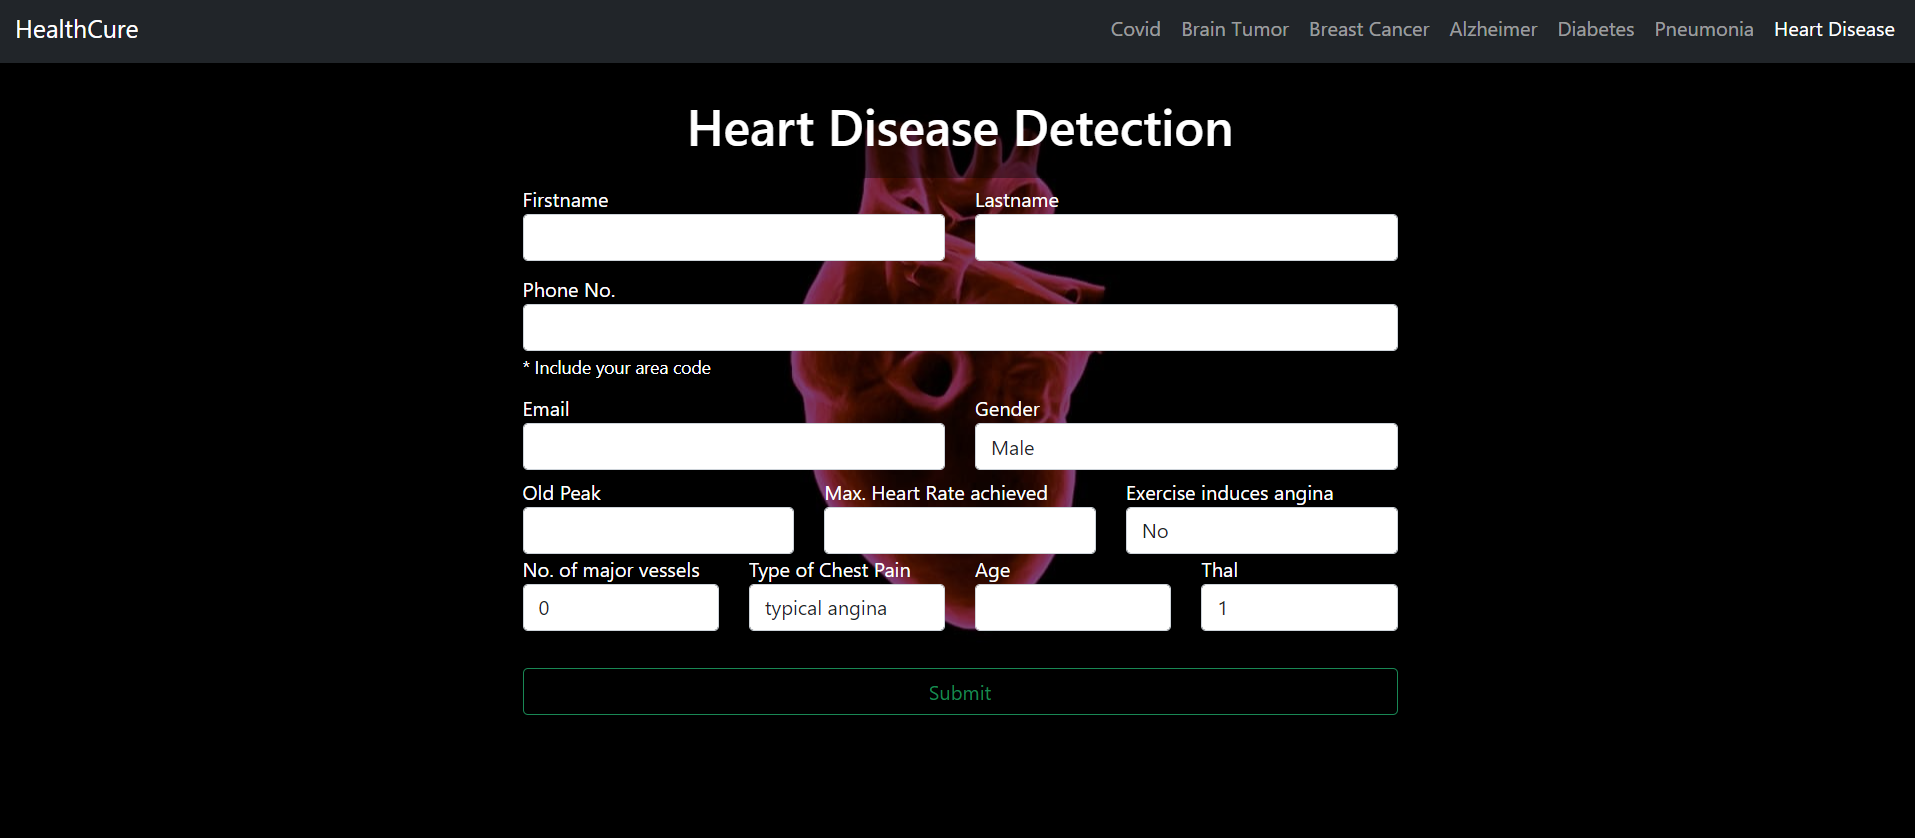 HealthCure Covid Brain Tumor Breast Cancer Alzheimer Diabetes Pneumonia Heart Disease
Heart Disease Detection
Firstname Lastname
Phone No.
* Include your area code
Email Gender
Male
Old Peak Max. Heart Rate achieved Exercise induces angina
No
No. of major vessels Type of Chest Pain Age Thal
0 typical angina 1
Submit